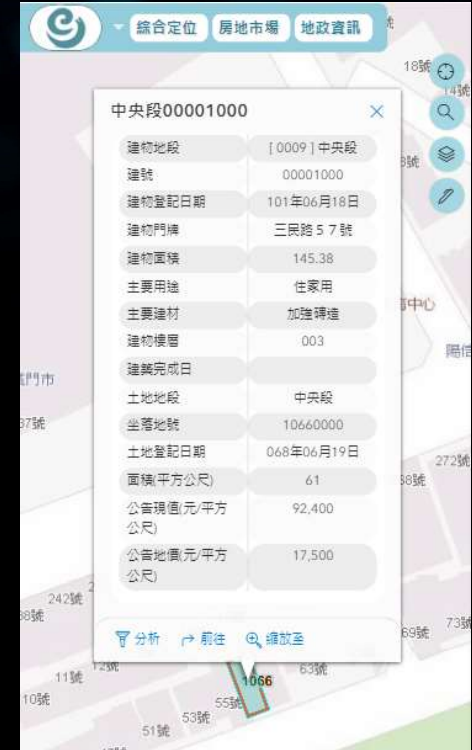 綜合定位 房地市場 地政資訊
號
18號
14號
中央段00001000
建物地段 [ 0009 ] 中央段
建號 00001000
建物登記日期 101年06月18日
建物門牌 三民路５７號
建物面積 145.38
主要用途 住家用
主要建材 加強磚造
建物樓層 003
建築完成日
土地地段 中央段
坐落地號 10660000
土地登記日期 068年06月19日
面積(平方公尺) 61
公告現值(元/平方
公尺) 92,400
公告地價(元/平方
公尺) 17,500
分析 前往 縮放至
中心
陽信
門市
37號
272號
68號
242號
38號
69號
73號
12號
11號
10號
63號
1066
55號
53號
51號